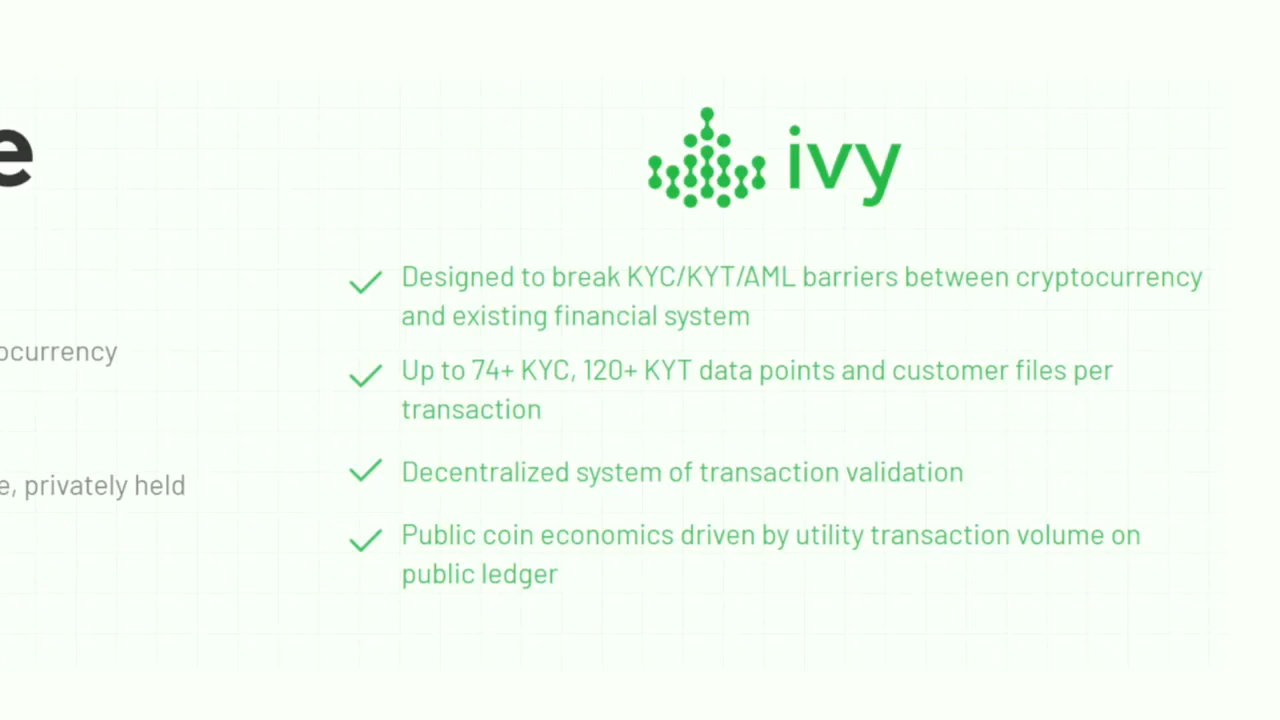 e
ivy
Designed to break KYC/KYT/AML barriers between cryptocurrency
and existing financial system
ocurrency
Up to 74+ KYC, 120+ KYT data points and customer files per
transaction
Decentralized system of transaction validation
e, privately held
Public coin economics driven by utility transaction volume on
public ledger